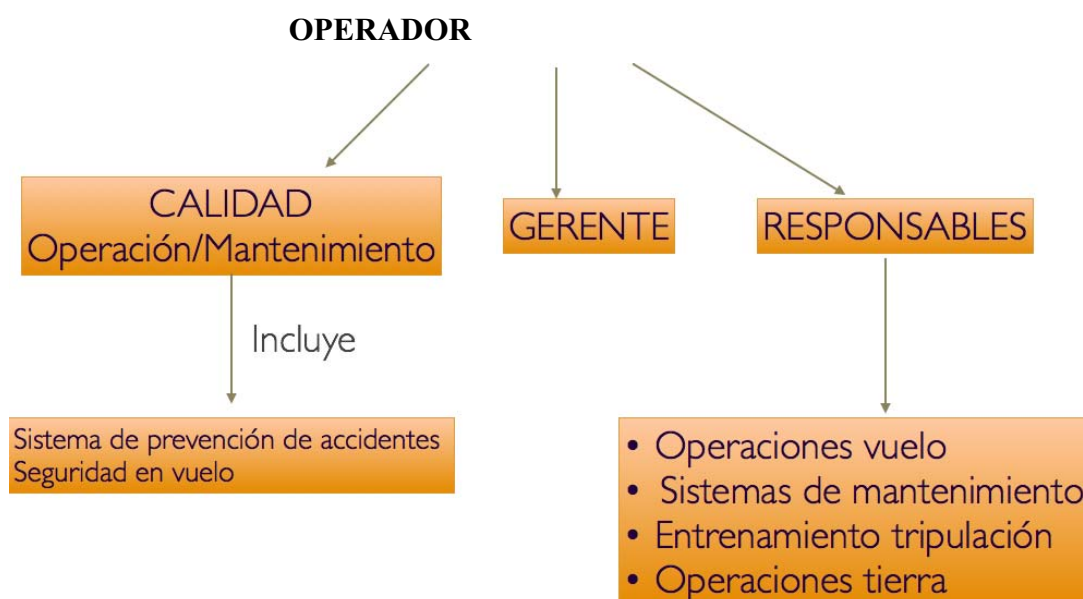 OPERADOR
CALIDAD
Operación/Mantenimiento
GERENTE
RESPONSABLES
Incluye
Sistema de prevención de accidentes
Seguridad en vuelo
• Operaciones vuelo
• Sistemas de mantenimiento
• Entrenamiento tripulación
• Operaciones tierra